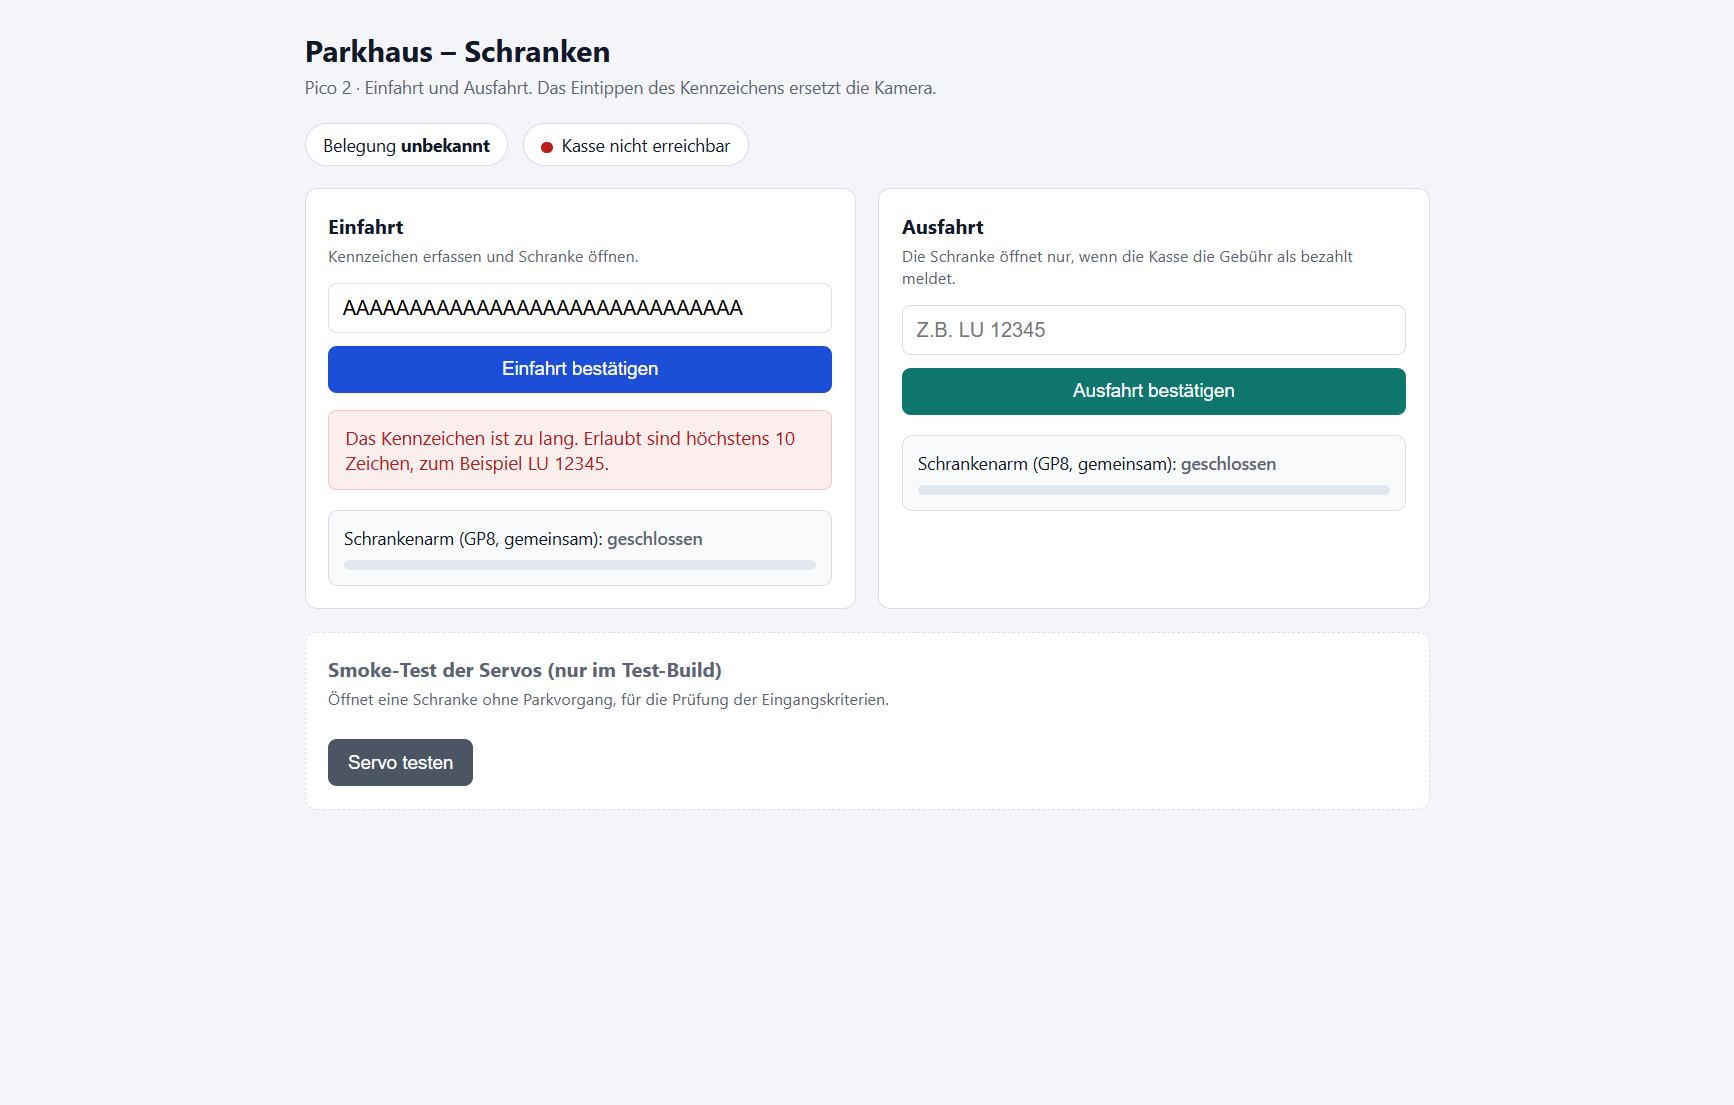 Parkhaus – Schranken
Pico 2 · Einfahrt und Ausfahrt. Das Eintippen des Kennzeichens ersetzt die Kamera.
Belegung unbekannt
Kasse nicht erreichbar
Einfahrt
Kennzeichen erfassen und Schranke öffnen.
AAAAAAAAAAAAAAAAAAAAAAAAAAAAAA
Einfahrt bestätigen
Das Kennzeichen ist zu lang. Erlaubt sind höchstens 10
Zeichen, zum Beispiel LU 12345.
Schrankenarm (GP8, gemeinsam): geschlossen
Ausfahrt
Die Schranke öffnet nur, wenn die Kasse die Gebühr als bezahlt
meldet.
Z.B. LU 12345
Ausfahrt bestätigen
Schrankenarm (GP8, gemeinsam): geschlossen
Smoke-Test der Servos (nur im Test-Build)
Öffnet eine Schranke ohne Parkvorgang, für die Prüfung der Eingangskriterien.
Servo testen